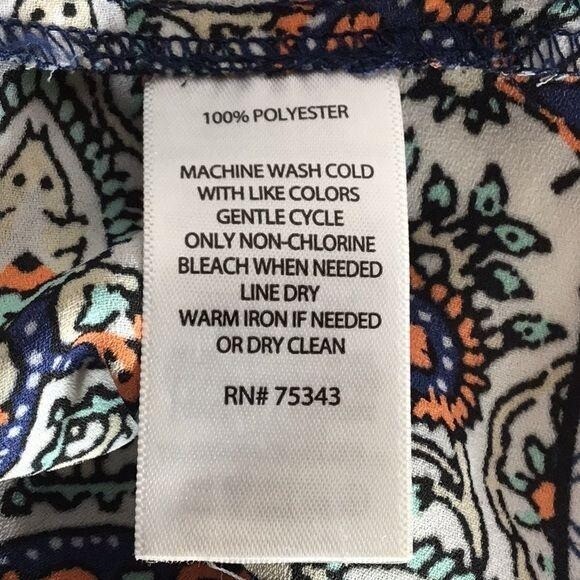 100% POLYESTER
MACHINE WASH COLD
WITH LIKE COLORS
GENTLE CYCLE
ONLY NON-CHLORINE
BLEACH WHEN NEEDED
LINE DRY
WARM IRON IF NEEDED
OR DRY CLEAN
RN# 75343